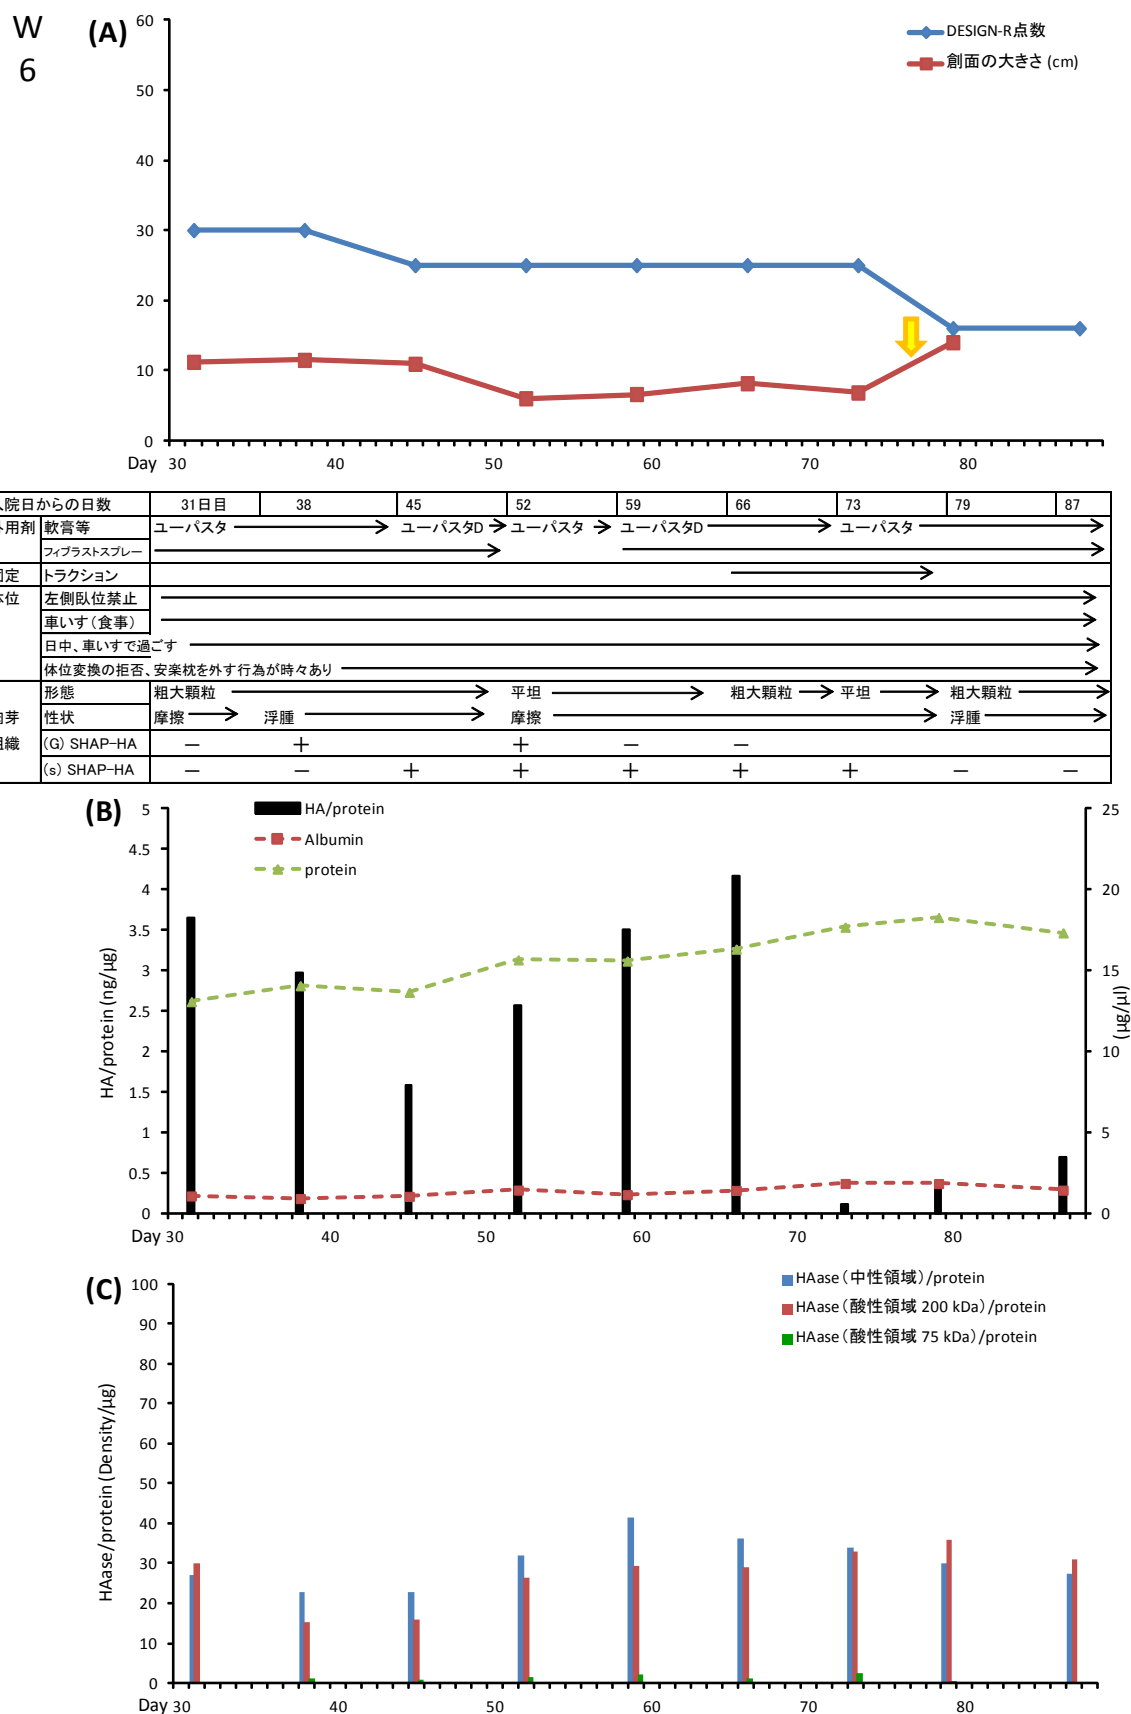 W
6
(A)
DESIGN-R点数
創面の大きさ (cm)
60
50
40
30
20
10
0
Day 30 40 50 60 70 80
入院日からの日数 31日目 38 45 52 59 66 73 79 87
外用剤 軟膏等 ユーパスタ ユーパスタD ユーパスタ ユーパスタD ユーパスタ
フィブラストスプレー
固定 トラクション
体位 左側臥位禁止
車いす（食事）
日中、車いすで過ごす
体位変換の拒否、安楽枕を外す行為が時々あり
形態 粗大顆粒 平坦 粗大顆粒 平坦 粗大顆粒
肉芽 性状 摩擦 浮腫 摩擦 浮腫
組織 (G) SHAP-HA － ＋ ＋ － －
(s) SHAP-HA － － ＋ ＋ ＋ ＋ ＋ － －
(B)
HA/protein
Albumin
protein
HA/protein (ng/μg)
5
4.5
4
3.5
3
2.5
2
1.5
1
0.5
0
25
20
15
10
5
0
(μg/μl)
Day 30 40 50 60 70 80
(C)
HAase（中性領域）/protein
HAase（酸性領域 200 kDa）/protein
HAase（酸性領域 75 kDa）/protein
HAase/protein (Density/μg)
100
90
80
70
60
50
40
30
20
10
0
Day 30 40 50 60 70 80